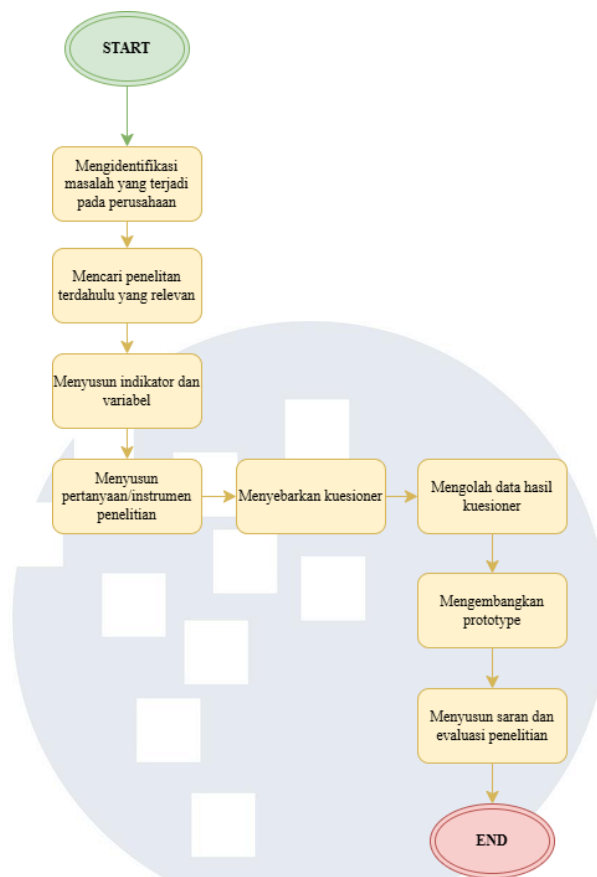 START
Mengidentifikasi
masalah yang terjadi
pada perusahaan
Mencari penelitan
terdahulu yang relevan
Menyusun indikator dan
variabel
Menyusun
pertanyaan/instrumen
penelitian
Menyebarkan kuesioner
Mengolah data hasil
kuesioner
Mengembangkan
prototype
Menyusun saran dan
evaluasi penelitian
END